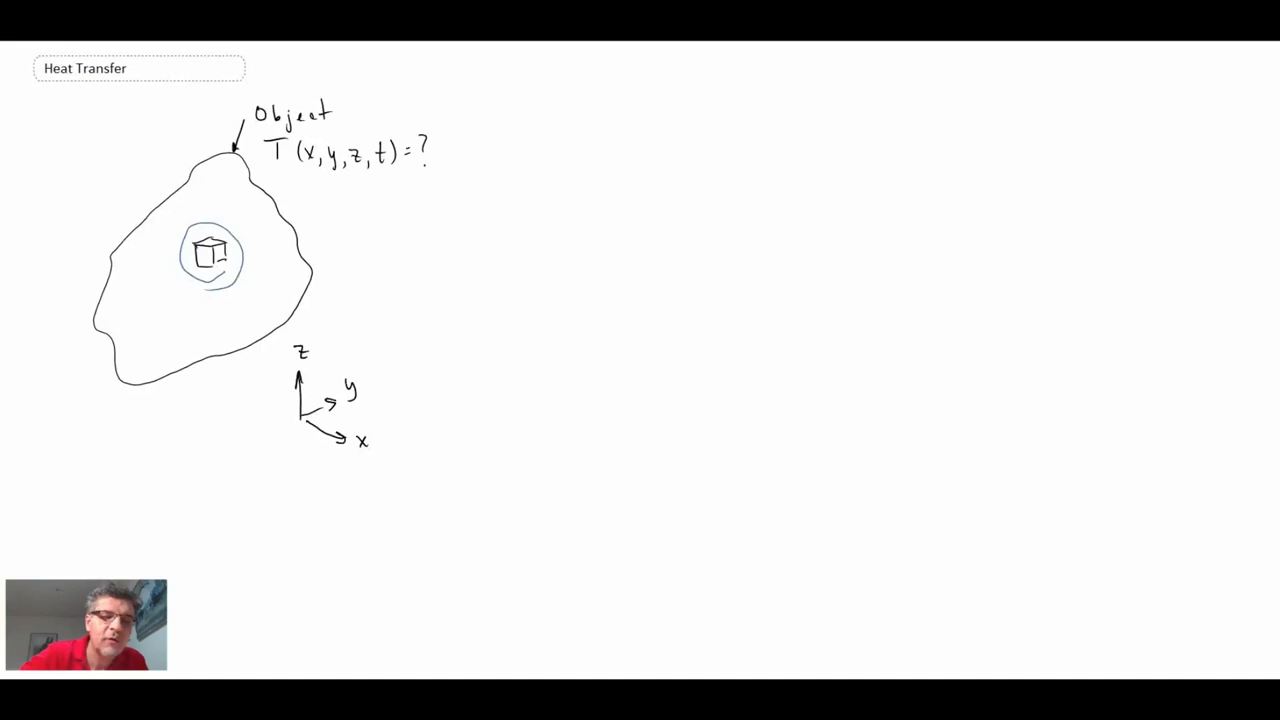 Heat Transfer
Object
T(x,y,z,t)=?
z
y
x